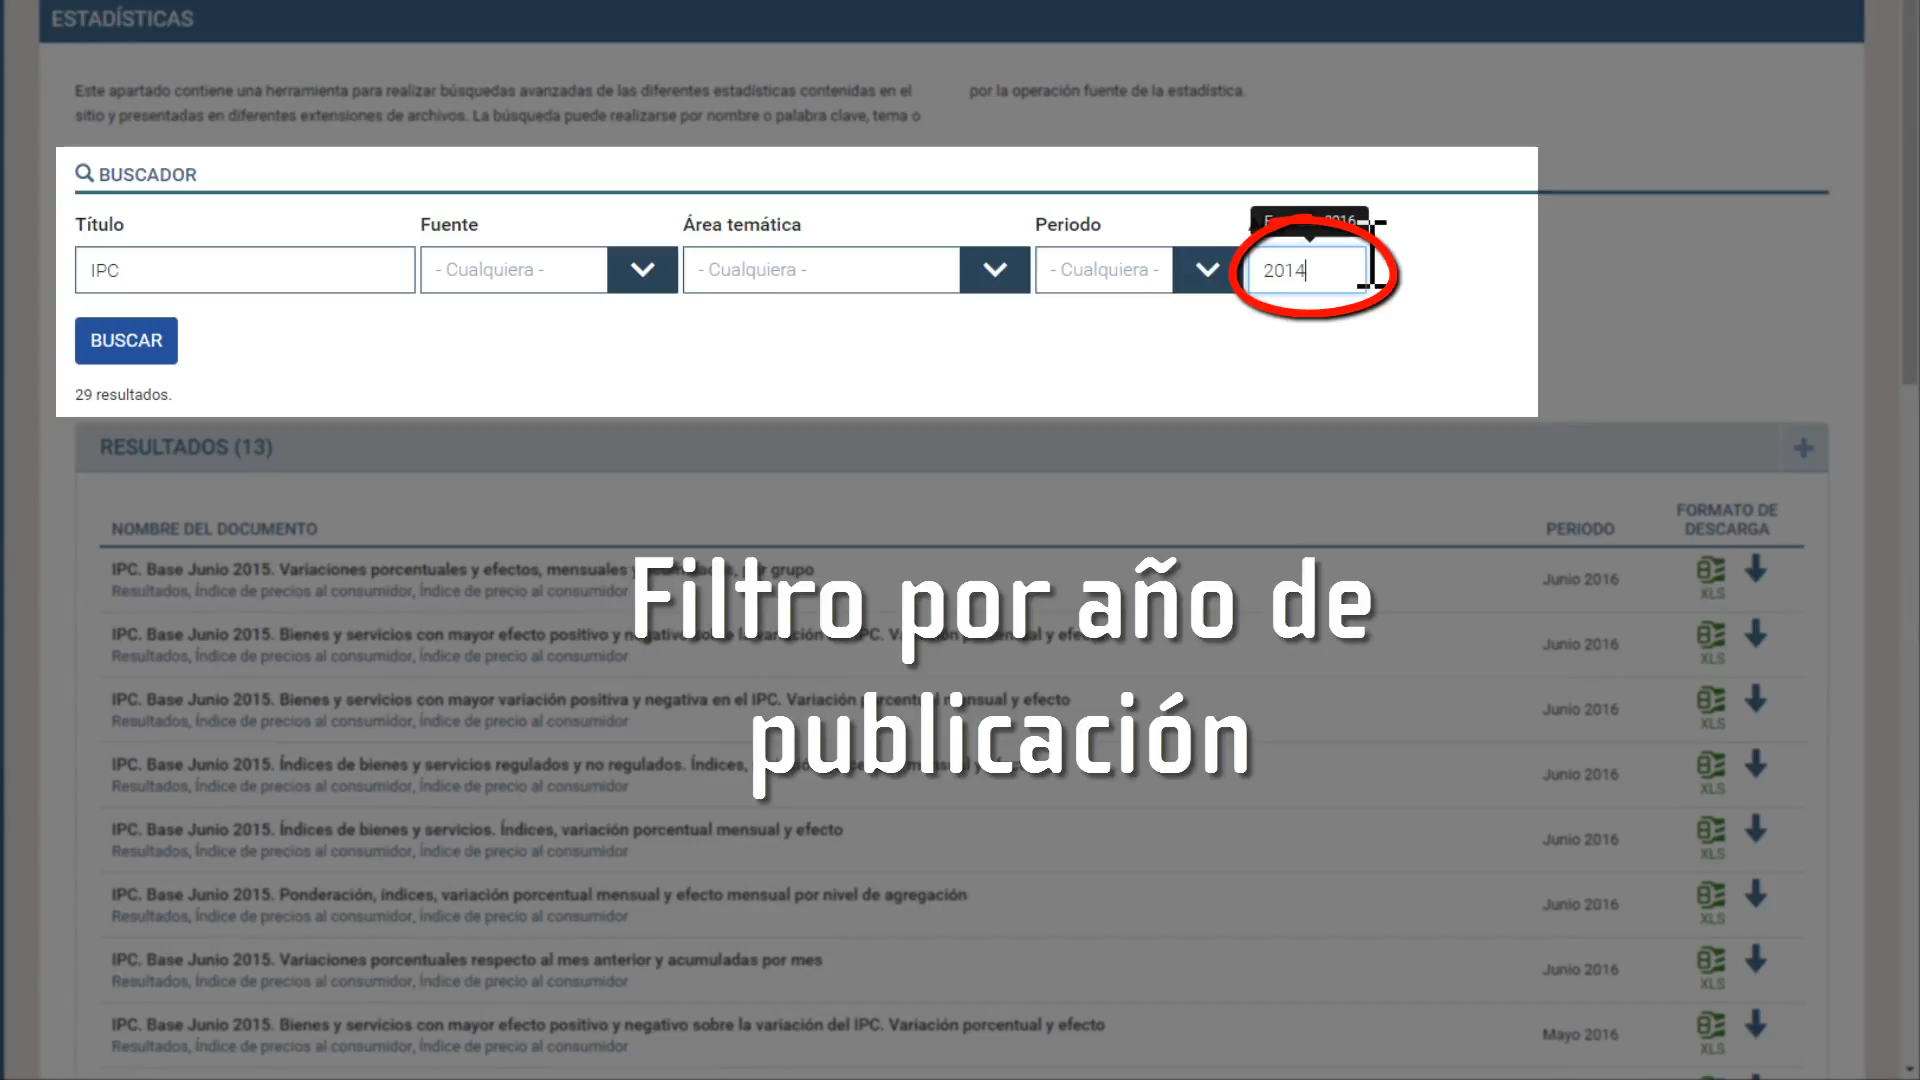 ESTADÍSTICAS
Este apartado contiene una herramienta para realizar búsquedas avanzadas de las diferentes estadísticas contenidas en el
sitio y presentadas en diferentes extensiones de archivos. La búsqueda puede realizarse por nombre o palabra clave, tema o
por la operación fuente de la estadística.
BUSCADOR
Título Fuente Área temática Periodo 2016
IPC - Cualquiera - - Cualquiera - - Cualquiera - 2014
BUSCAR
29 resultados.
RESULTADOS (13)
NOMBRE DEL DOCUMENTO PERIODO FORMATO DE
DESCARGA
IPC. Base Junio 2015. Variaciones porcentuales y efectos, mensuales grupo
Resultados, Índice de precios al consumidor, Índice de precio al consumidor
Junio 2016 XLS
IPC. Base Junio 2015. Bienes y servicios con mayor efecto positivo y
Resultados, Índice de precios al consumidor, Índice de precio al consumidor
Junio 2016 XLS
Filtro por año de
publicación
IPC. Base Junio 2015. Bienes y servicios con mayor variación positiva y negativa en el IPC. Variación mensual y efecto
Resultados, Índice de precios al consumidor, Índice de precio al consumidor
Junio 2016 XLS
IPC. Base Junio 2015. Índices de bienes y servicios regulados y no regulados. Índices,
Resultados, Índice de precios al consumidor, Índice de precio al consumidor
Junio 2016 XLS
IPC. Base Junio 2015. Índices de bienes y servicios. Índices, variación porcentual mensual y efecto
Resultados, Índice de precios al consumidor, Índice de precio al consumidor
Junio 2016 XLS
IPC. Base Junio 2015. Ponderación, índices, variación porcentual mensual y efecto mensual por nivel de agregación
Resultados, Índice de precios al consumidor, Índice de precio al consumidor
Junio 2016 XLS
IPC. Base Junio 2015. Variaciones porcentuales respecto al mes anterior y acumuladas por mes
Resultados, Índice de precios al consumidor, Índice de precio al consumidor
Junio 2016 XLS
IPC. Base Junio 2015. Bienes y servicios con mayor efecto positivo y negativo sobre la variación del IPC. Variación porcentual y efecto
Resultados, Índice de precios al consumidor, Índice de precio al consumidor
Mayo 2016 XLS